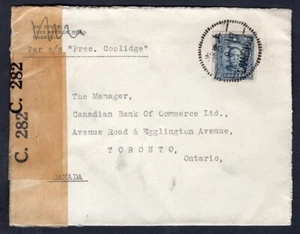 Per s/s "Pres. Coolidge"
C. 282
C. 282
The Manager,
Canadian Bank Of Commerce Ltd.,
Avenue Road & Egglington Avenue,
TORONTO,
Ontario,
CANADA